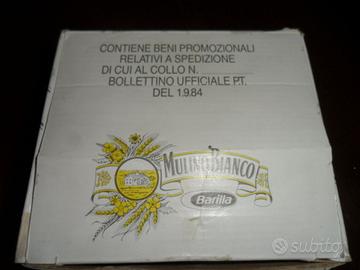 CONTIENE BENI PROMOZIONALI
RELATIVI A SPEDIZIONE
DI CUI AL COLLO N.
BOLLETTINO UFFICIALE P.T.
DEL 1.9.84
MULINO BIANCO
Barilla
subito